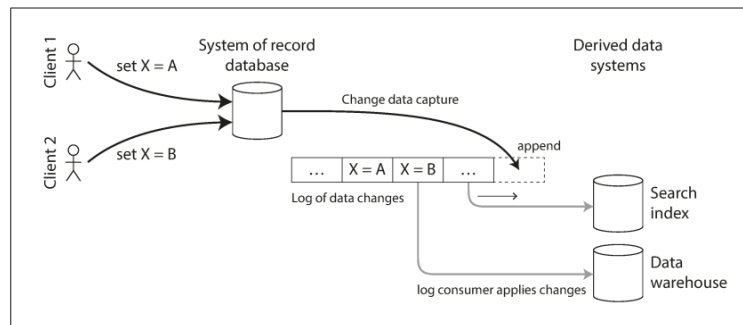 Client 1
set X = A
System of record
database
Derived data
systems
Change data capture
Client 2
set X = B
append
...
X = A
X = B
...
Log of data changes
Search
index
Data
warehouse
log consumer applies changes